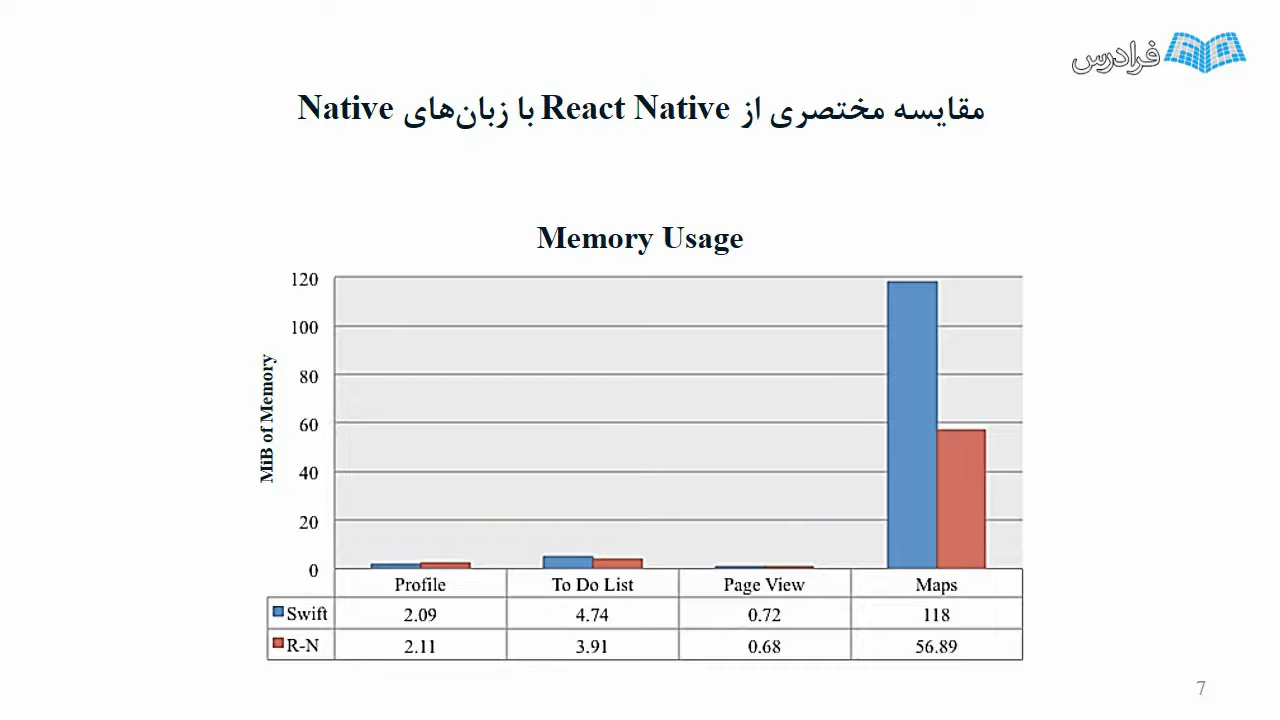 فرادرس
مقایسه مختصری از React Native با زبان‌های Native
Memory Usage
MiB of Memory
120
100
80
60
40
20
0
Profile To Do List Page View Maps
Swift 2.09 4.74 0.72 118
R-N 2.11 3.91 0.68 56.89
7